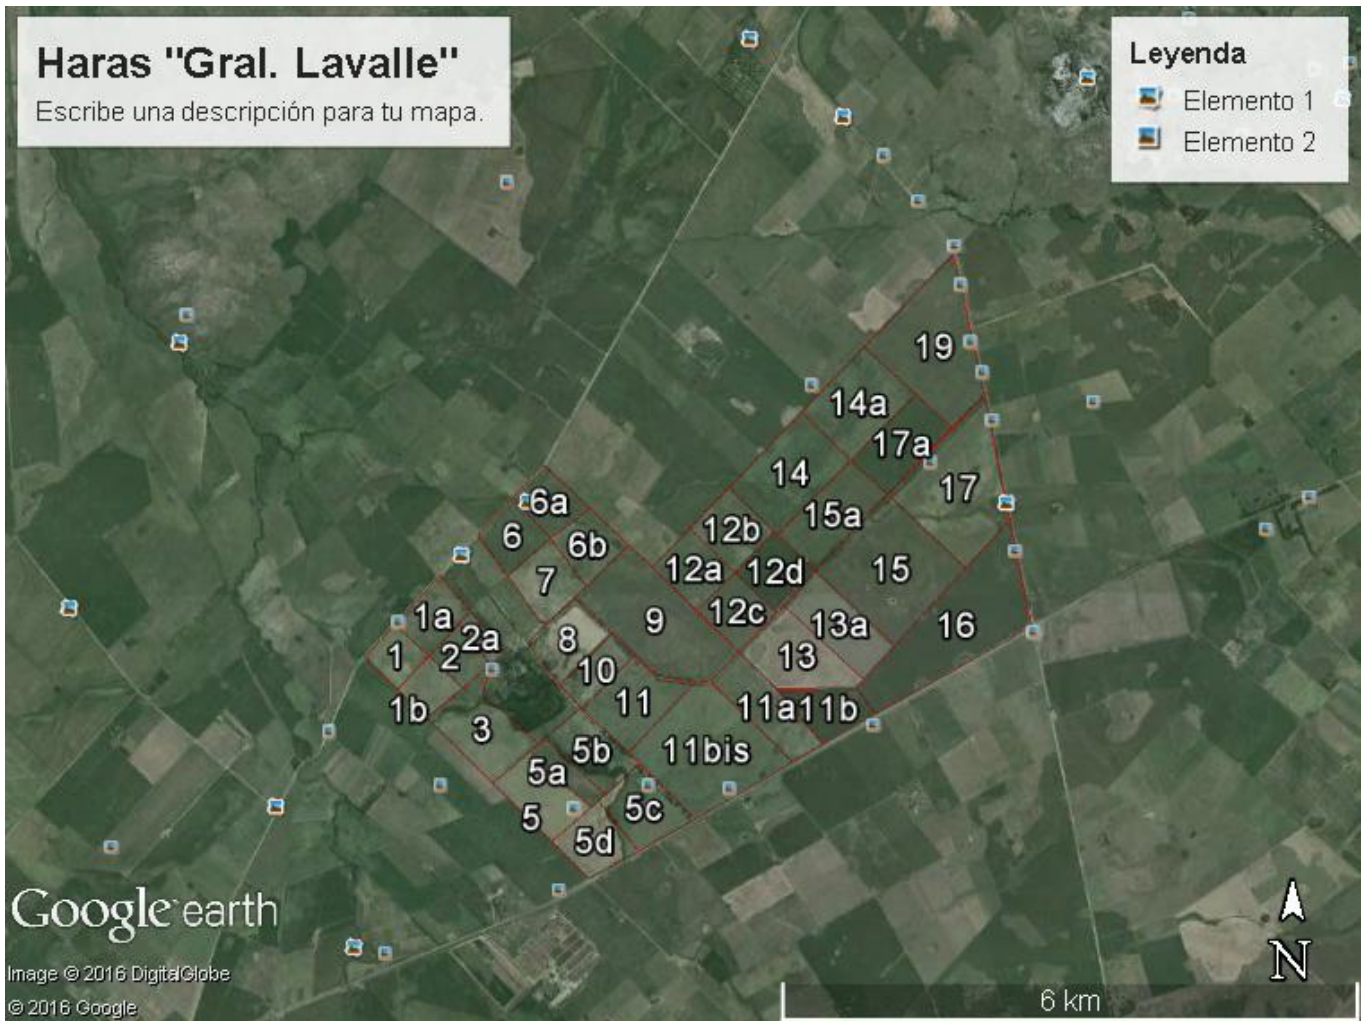 Haras "Gral. Lavalle"
Escribe una descripción para tu mapa.
Leyenda
Elemento 1
Elemento 2
19
14a
17a
14
17
15a
6a
12b
6
6b
12a
12d
15
7
12c
1a
9
13a
16
2a
8
1
2
13
10
11
11a
11b
1b
3
5b
11bis
5a
5
5c
5d
Google earth
N
Image © 2016 DigitalGlobe
© 2016 Google
6 km